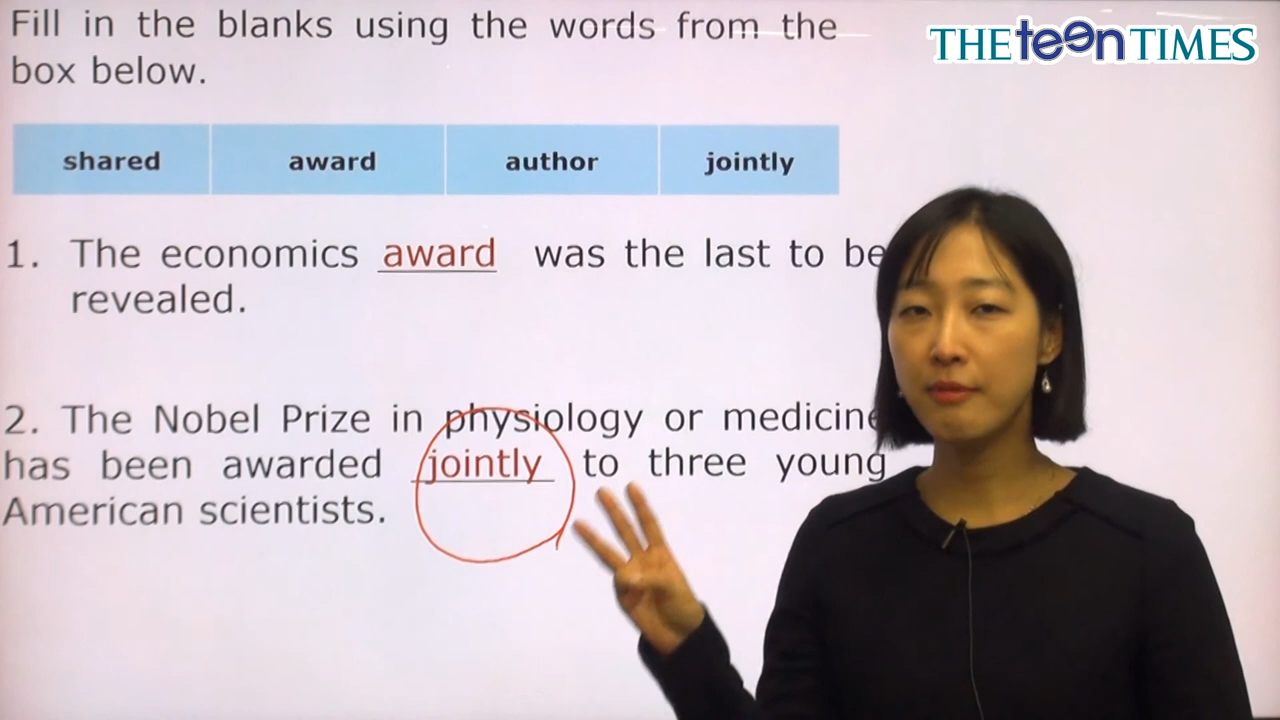 Fill in the blanks using the words from the
box below.
THE teen TIMES
shared award author jointly
1. The economics award was the last to be
revealed.
2. The Nobel Prize in physiology or medicine
has been awarded jointly to three young
American scientists.